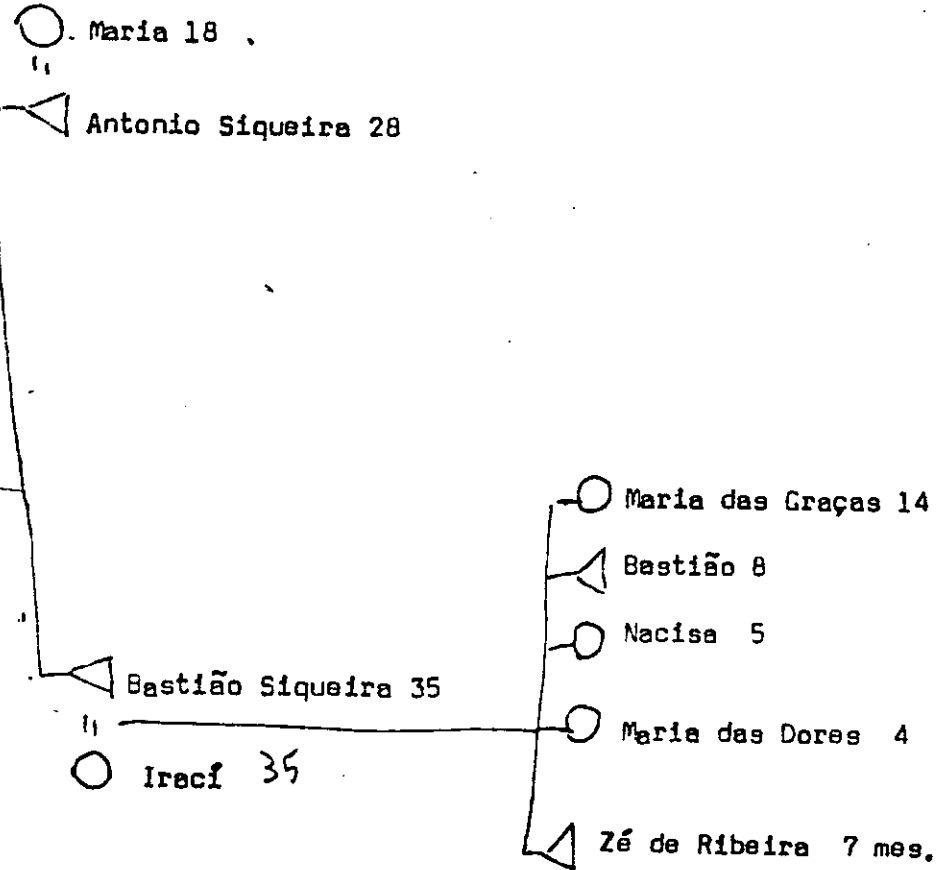 Maria 18
Antonio Siqueira 28
Maria das Graças 14
Bastião 8
Nacisa 5
Bastião Siqueira 35
Maria das Dores 4
IracÍ 35
Zé de Ribeira 7 mes.